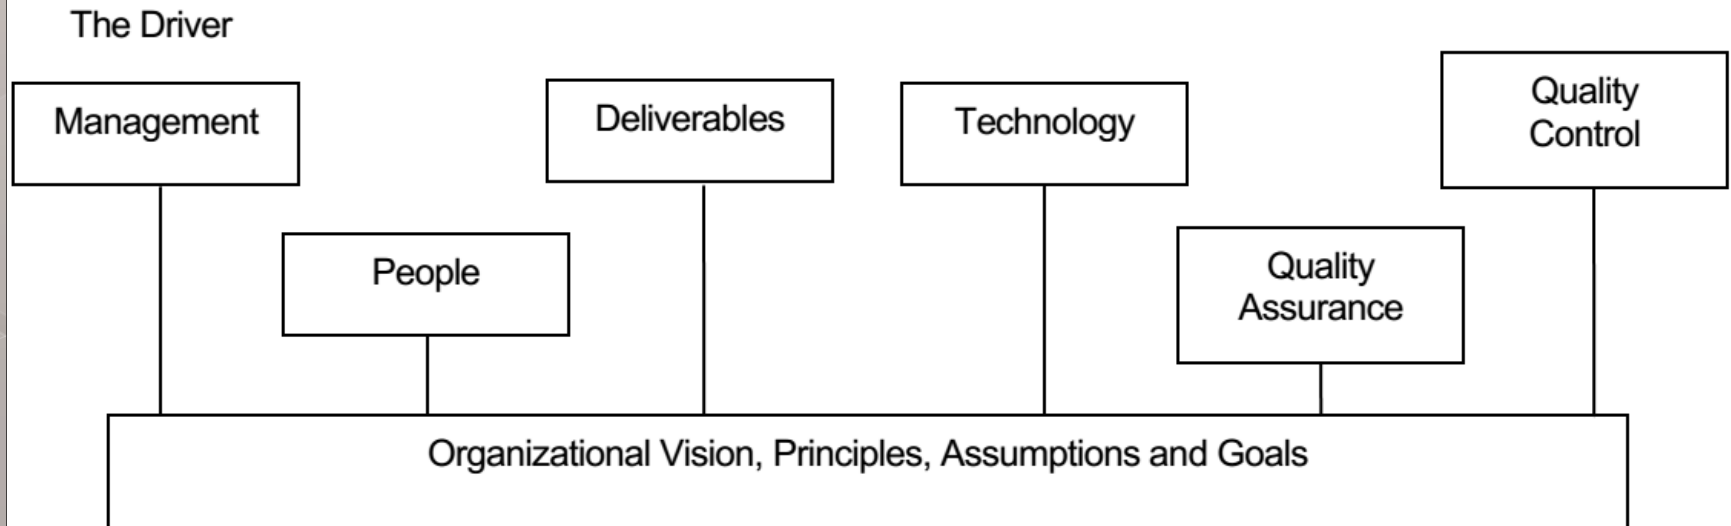 The Driver
Management
Deliverables
Technology
Quality
Control
People
Quality
Assurance
Organizational Vision, Principles, Assumptions and Goals